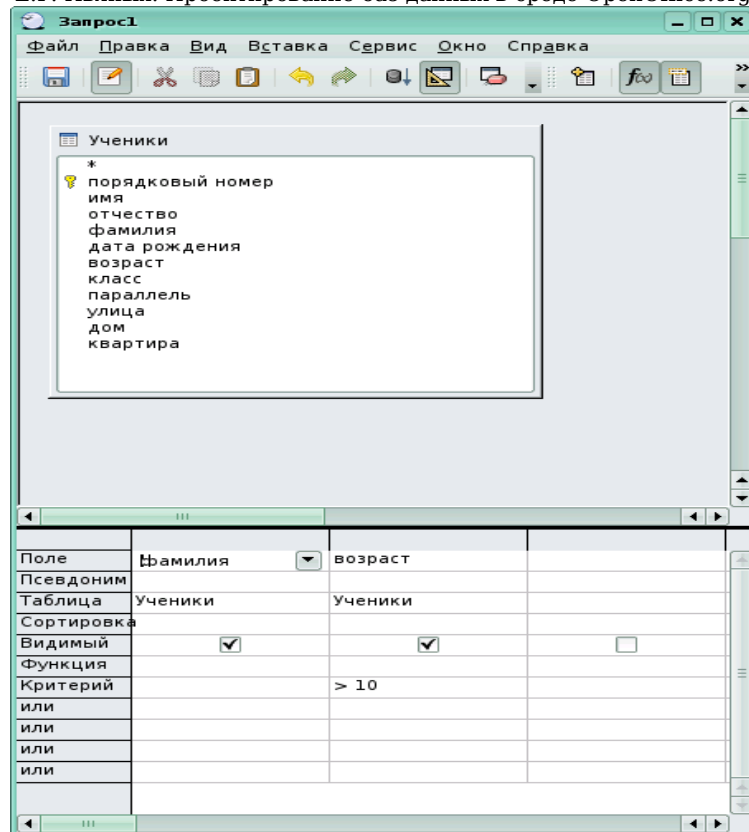 Запрос1
Файл Правка Вид Вставка Сервис Окно Справка
Ученики
*
порядковый номер
имя
отчество
фамилия
дата рождения
возраст
класс
параллель
улица
дом
квартира
Поле фамилия возраст
Псевдоним
Таблица Ученики Ученики
Сортировка
Видимый
Функция
Критерий > 10
или
или
или
или